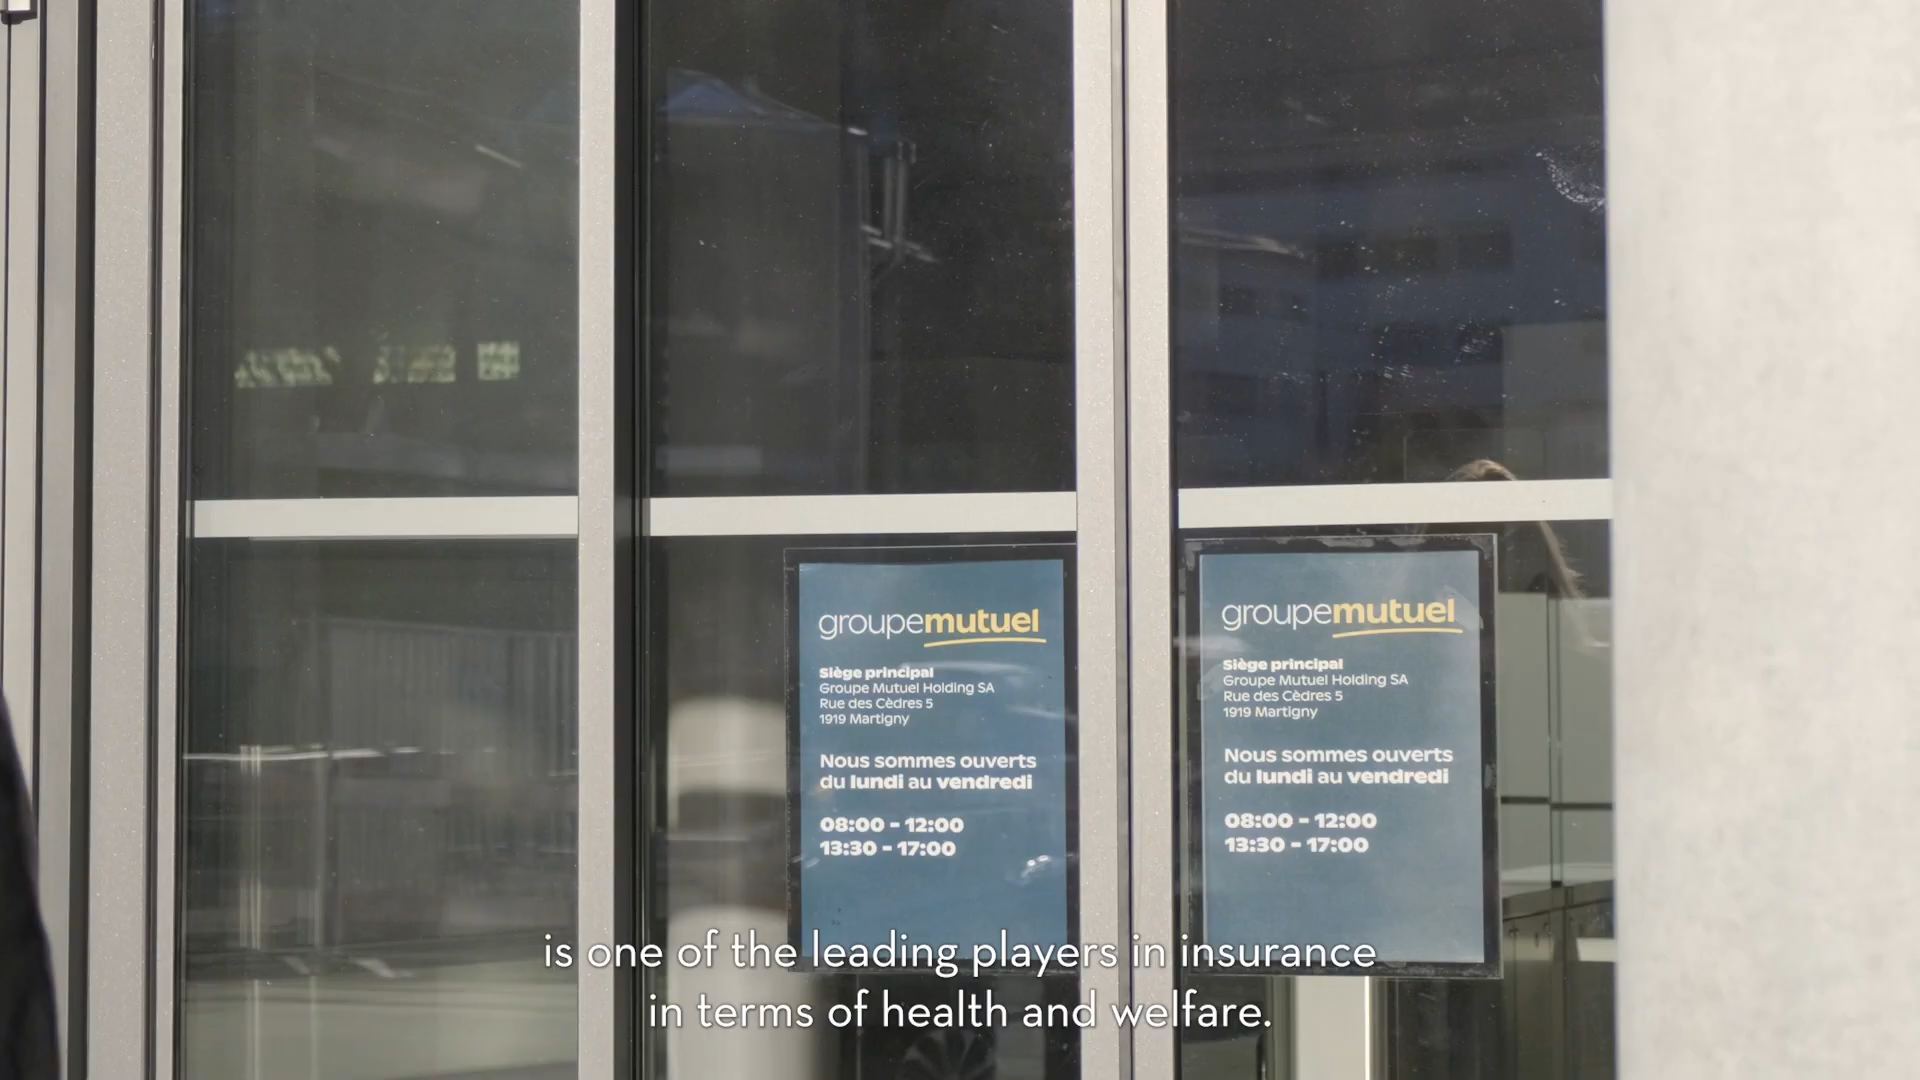 groupemutuel
Siège principal
Groupe Mutuel Holding SA
Rue des Cèdres 5
1919 Martigny
Nous sommes ouverts
du lundi au vendredi
08:00 - 12:00
13:30 - 17:00
groupemutuel
Siège principal
Groupe Mutuel Holding SA
Rue des Cèdres 5
1919 Martigny
Nous sommes ouverts
du lundi au vendredi
08:00 - 12:00
13:30 - 17:00
is one of the leading players in insurance
in terms of health and welfare.